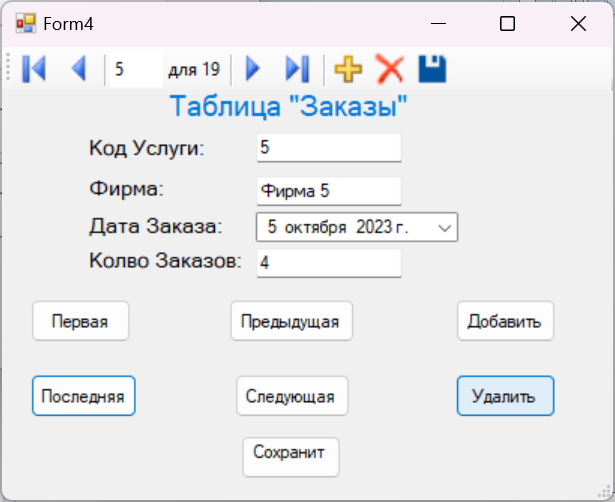 Form4
5 для 19
Таблица "Заказы"
Код Услуги: 5
Фирма: Фирма 5
Дата Заказа: 5 октября 2023 г.
Колво Заказов: 4
Первая Предыдущая Добавить
Последняя Следующая Удалить
Сохранит